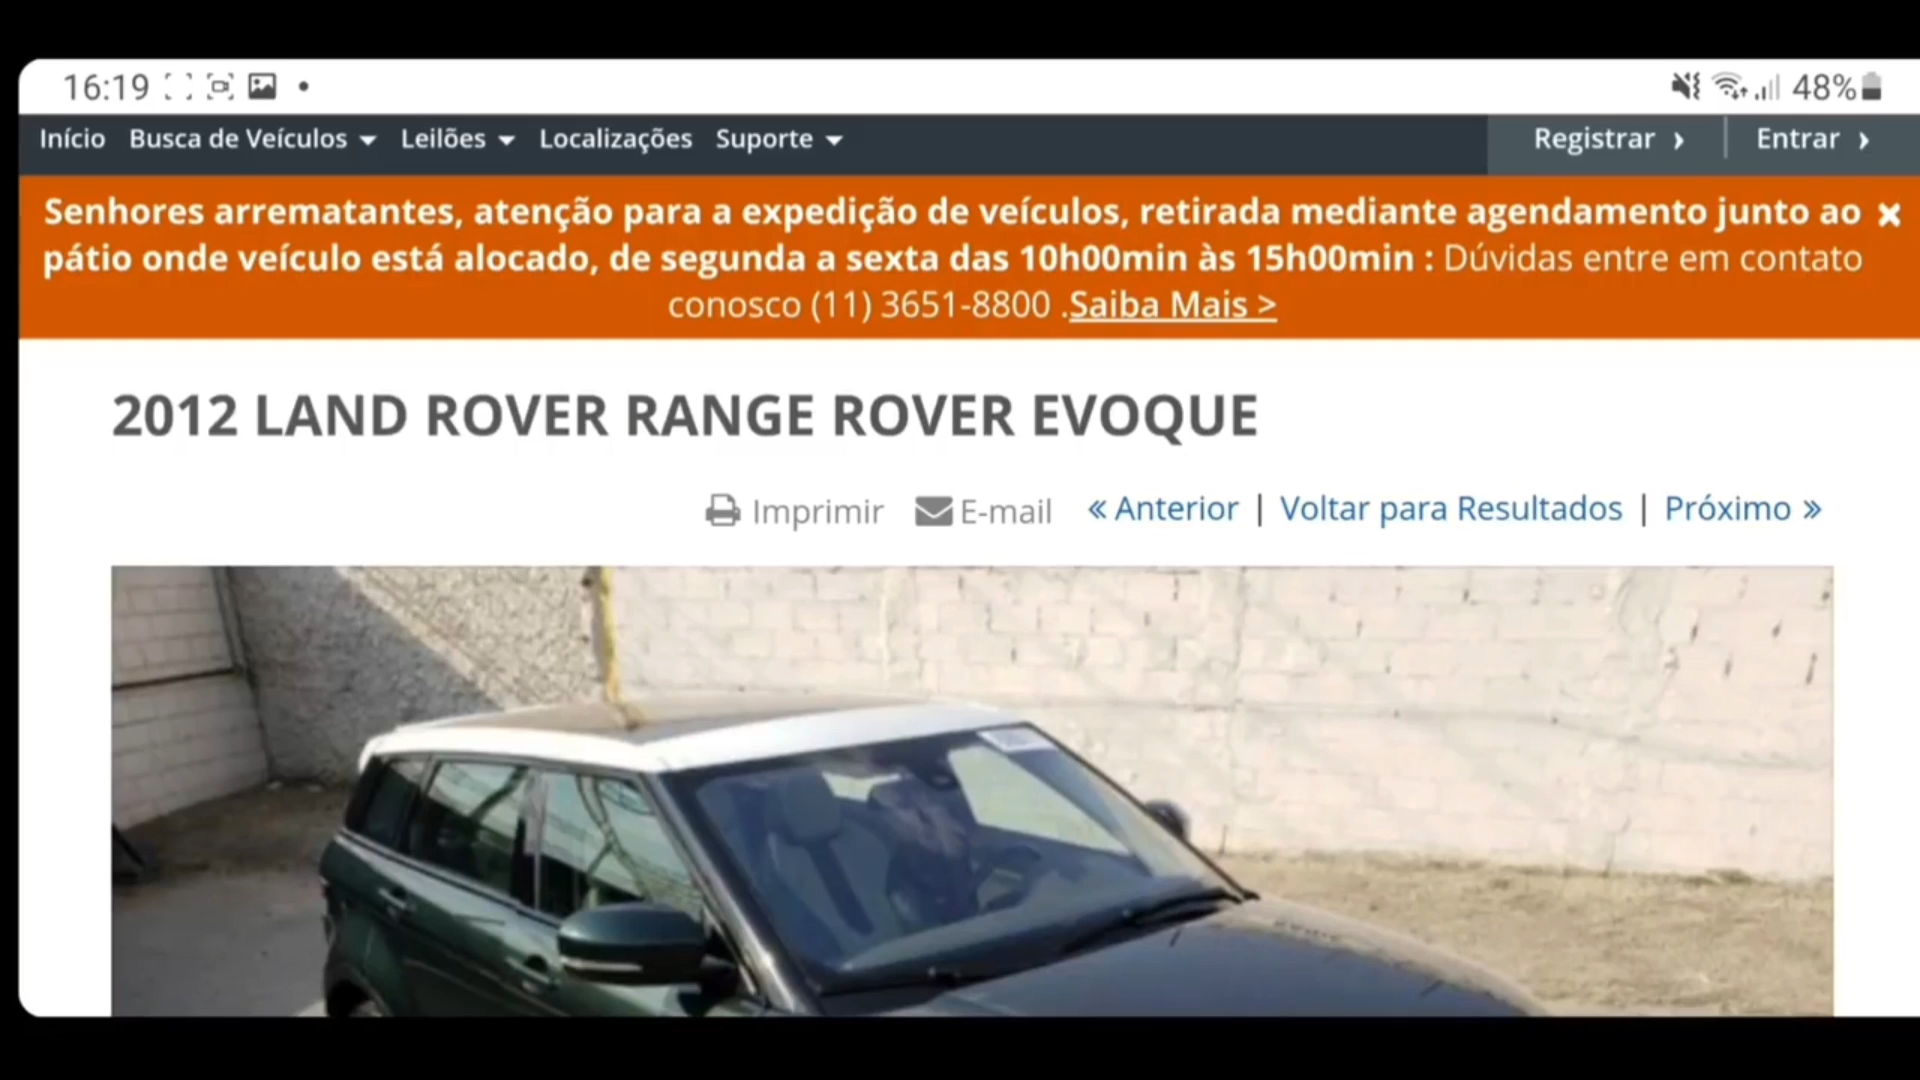 16:19
48%
Início Busca de Veículos Leilões Localizações Suporte Registrar Entrar
Senhores arrematantes, atenção para a expedição de veículos, retirada mediante agendamento junto ao
pátio onde veículo está alocado, de segunda a sexta das 10h00min às 15h00min : Dúvidas entre em contato
conosco (11) 3651-8800 .Saiba Mais >
2012 LAND ROVER RANGE ROVER EVOQUE
Imprimir E-mail « Anterior | Voltar para Resultados | Próximo »